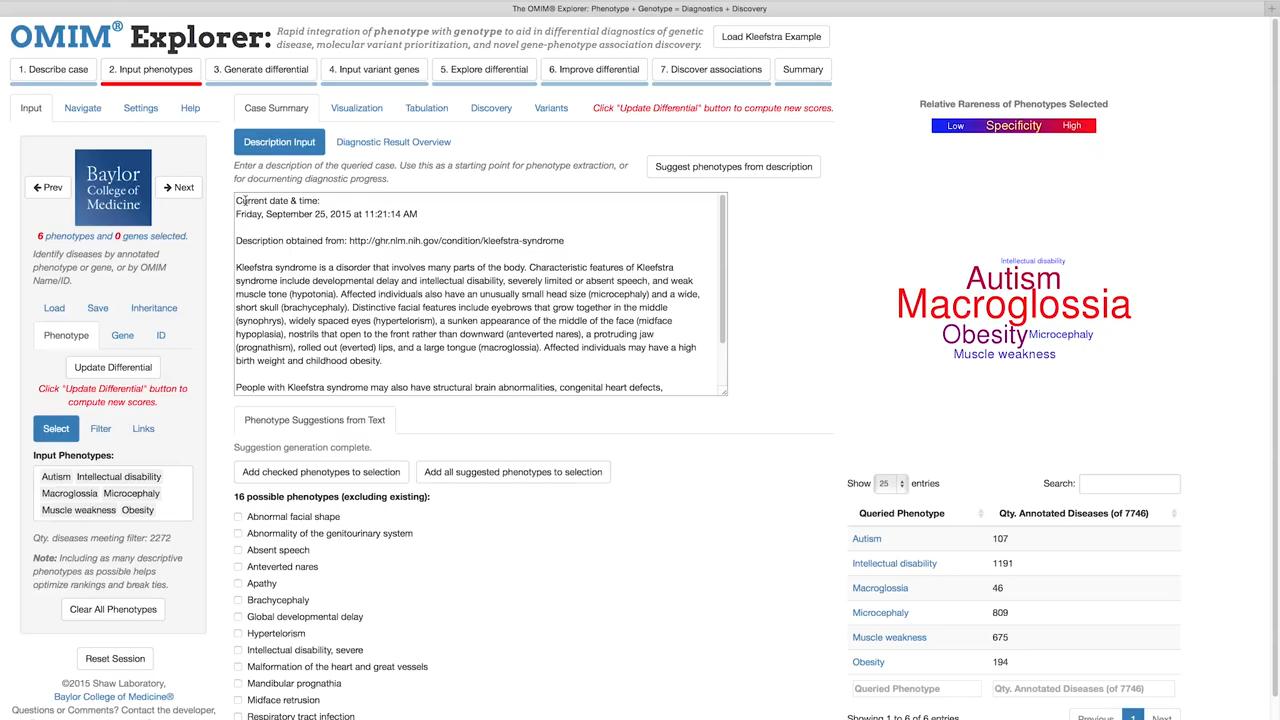 The OMIM® Explorer: Phenotype + Genotype = Diagnostics + Discovery
OMIM® Explorer:
Rapid integration of phenotype with genotype to aid in differential diagnostics of genetic
disease, molecular variant prioritization, and novel gene-phenotype association discovery.
Load Kleefstra Example
1. Describe case
2. Input phenotypes
3. Generate differential
4. Input variant genes
5. Explore differential
6. Improve differential
7. Discover associations
Summary
Input
Navigate
Settings
Help
← Prev
Baylor
College of
Medicine
→ Next
6 phenotypes and 0 genes selected.
Identify diseases by annotated
phenotype or gene, or by OMIM
Name/ID.
Load
Save
Inheritance
Phenotype
Gene
ID
Update Differential
Click "Update Differential" button to
compute new scores.
Select
Filter
Links
Input Phenotypes:
Autism Intellectual disability
Macroglossia Microcephaly
Muscle weakness Obesity
Qty. diseases meeting filter: 2272
Note: Including as many descriptive
phenotypes as possible helps
optimize rankings and break ties.
Clear All Phenotypes
Reset Session
©2015 Shaw Laboratory,
Baylor College of Medicine®
Questions or Comments? Contact the developer,
Case Summary
Visualization
Tabulation
Discovery
Variants
Click "Update Differential" button to compute new scores.
Description Input
Diagnostic Result Overview
Enter a description of the queried case. Use this as a starting point for phenotype extraction, or
for documenting diagnostic progress.
Suggest phenotypes from description
Current date & time:
Friday, September 25, 2015 at 11:21:14 AM
Description obtained from: http://ghr.nlm.nih.gov/condition/kleefstra-syndrome
Kleefstra syndrome is a disorder that involves many parts of the body. Characteristic features of Kleefstra
syndrome include developmental delay and intellectual disability, severely limited or absent speech, and weak
muscle tone (hypotonia). Affected individuals also have an unusually small head size (microcephaly) and a wide,
short skull (brachycephaly). Distinctive facial features include eyebrows that grow together in the middle
(synophrys), widely spaced eyes (hypertelorism), a sunken appearance of the middle of the face (midface
hypoplasia), nostrils that open to the front rather than downward (anteverted nares), a protruding jaw
(prognathism), rolled out (everted) lips, and a large tongue (macroglossia). Affected individuals may have a high
birth weight and childhood obesity.
People with Kleefstra syndrome may also have structural brain abnormalities, congenital heart defects,
Phenotype Suggestions from Text
Suggestion generation complete.
Add checked phenotypes to selection
Add all suggested phenotypes to selection
16 possible phenotypes (excluding existing):
Abnormal facial shape
Abnormality of the genitourinary system
Absent speech
Anteverted nares
Apathy
Brachycephaly
Global developmental delay
Hypertelorism
Intellectual disability, severe
Malformation of the heart and great vessels
Mandibular prognathia
Midface retrusion
Respiratory tract infection
Relative Rareness of Phenotypes Selected
Low Specificity High
Intellectual disability
Autism
Macroglossia
Obesity
Microcephaly
Muscle weakness
Show 25 entries
Search:
Queried Phenotype Qty. Annotated Diseases (of 7746)
Autism 107
Intellectual disability 1191
Macroglossia 46
Microcephaly 809
Muscle weakness 675
Obesity 194
Queried Phenotype Qty. Annotated Diseases (of 7746)
Showing 1 to 6 of 6 entries
Previous 1 Next